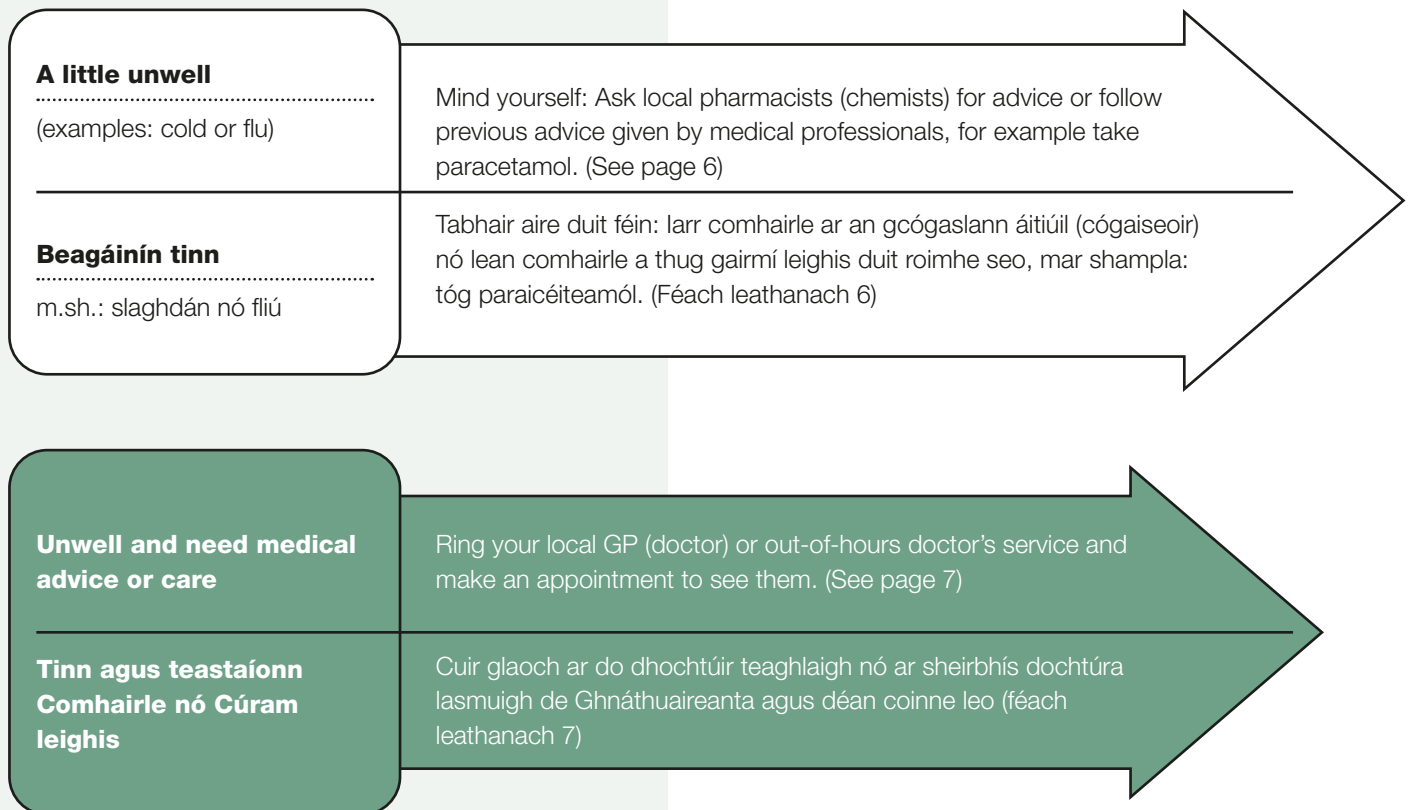 A little unwell
(examples: cold or flu)
Mind yourself: Ask local pharmacists (chemists) for advice or follow
previous advice given by medical professionals, for example take
paracetamol. (See page 6)
Beagáinín tinn
m.sh.: slaghdán nó fliú
Tabhair aire duit féin: Iarr comhairle ar an gcógaslann áitiúil (cógaiseoir)
nó lean comhairle a thug gairmí leighis duit roimhe seo, mar shampla:
tóg paraicéiteamól. (Féach leathanach 6)
Unwell and need medical
advice or care
Ring your local GP (doctor) or out-of-hours doctor’s service and
make an appointment to see them. (See page 7)
Tinn agus teastaíonn
Comhairle nó Cúram
leighis
Cuir glaoch ar do dhochtúir teaghlaigh nó ar sheirbhís dochtúra
lasmuigh de Ghnáthuaireanta agus déan coinne leo (féach
leathanach 7)